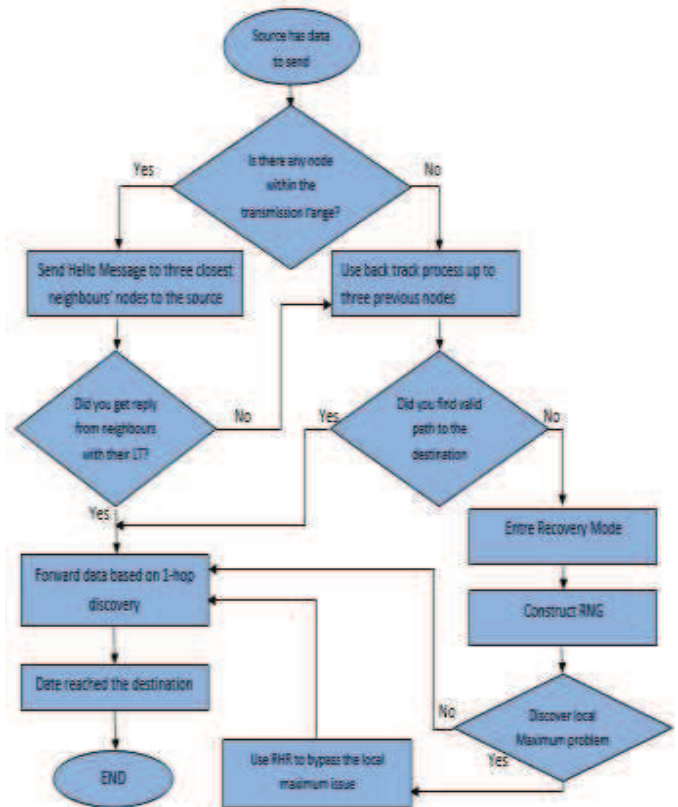 Source has data
to send
Is there any node
within the
transmission range?
Yes
No
Send Hello Message to three closest
neighbours' nodes to the source
Use back track process up to
three previous nodes
Did you get reply
from neighbours
with their LT?
No
Yes
Did you find valid
path to the
destination
Yes
No
Entre Recovery Mode
Forward data based on 1-hop
discovery
Construct RNG
Date reached the destination
Discover local
Maximum problem
No
Yes
Use RHR to bypass the local
maximum issue
END